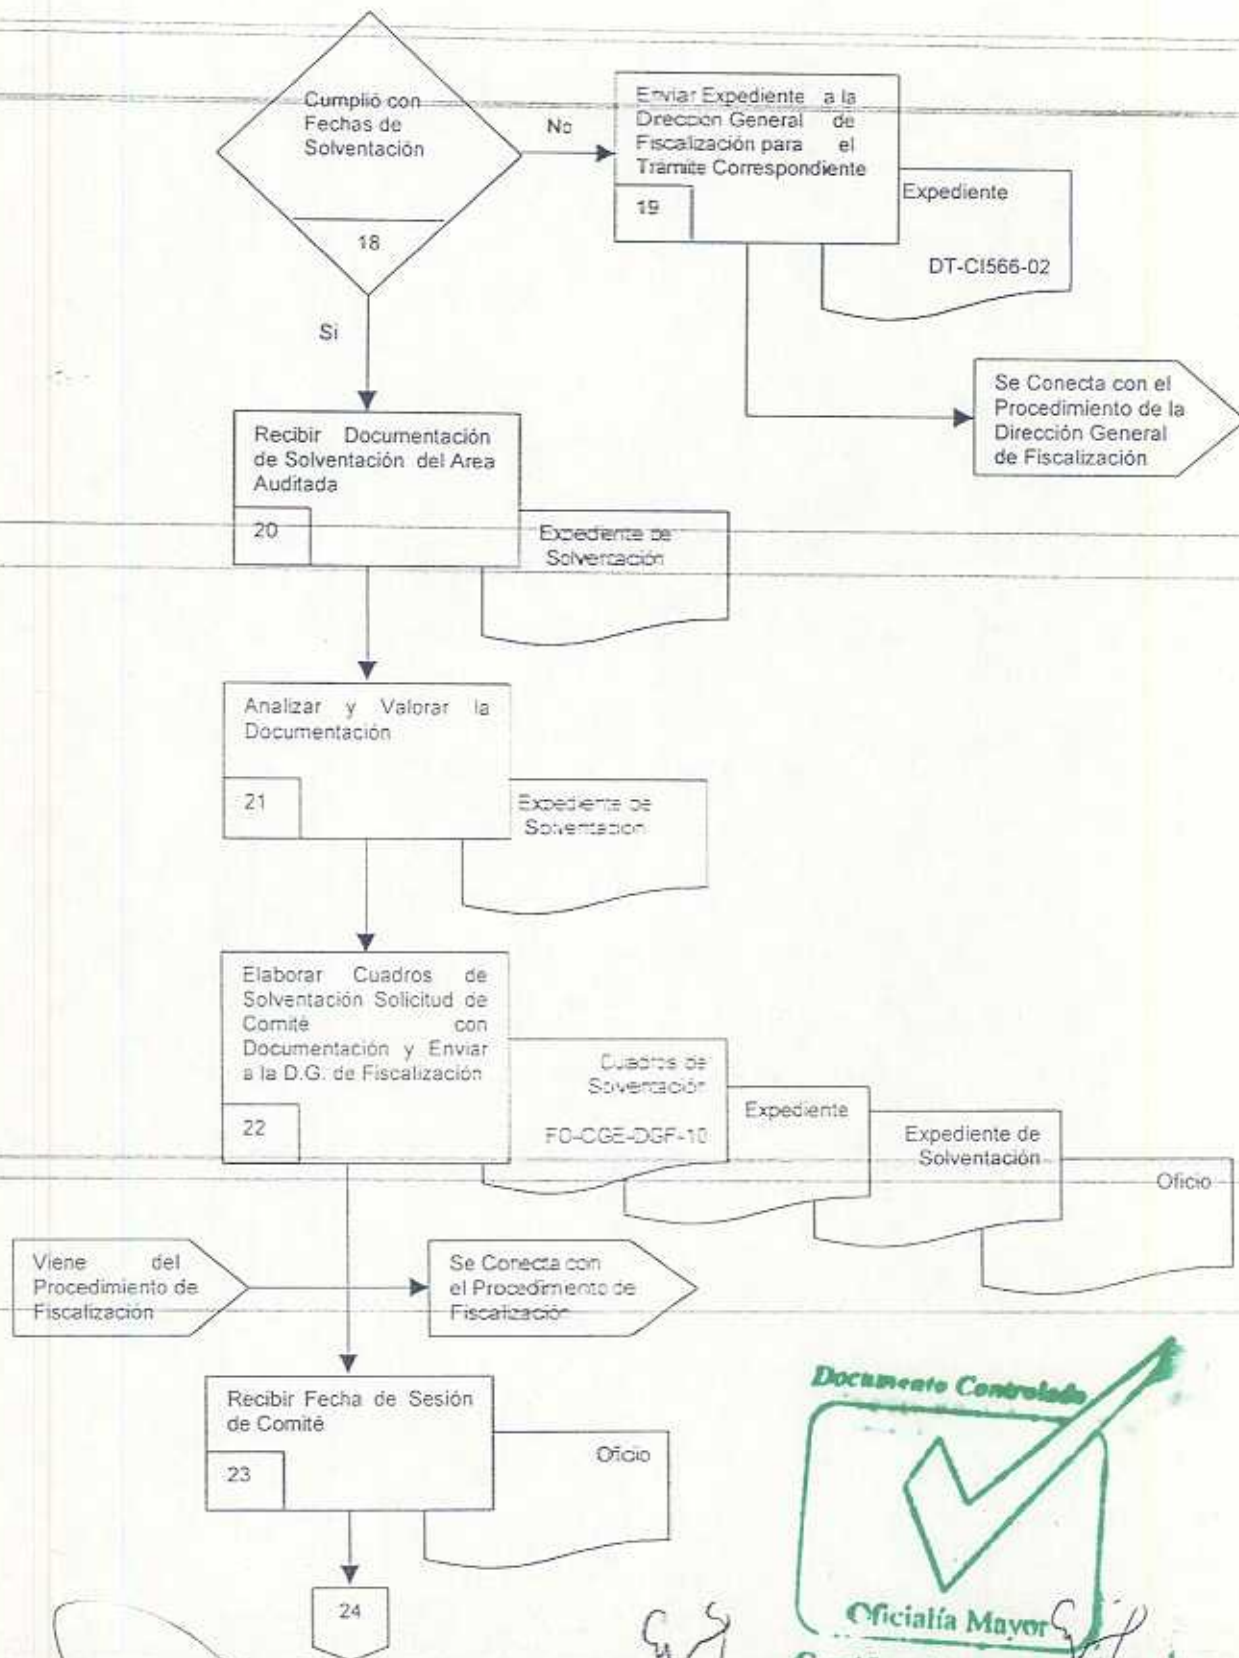 Cumplió con
Fechas de
Solventación
18
No
Enviar Expediente a la
Dirección General de
Fiscalización para el
Tramite Correspondiente
19
Expediente
DT-CI566-02
Se Conecta con el
Procedimiento de la
Dirección General
de Fiscalización
Si
Recibir Documentación
de Solventación del Area
Auditada
20
Expediente de
Solventación
Analizar y Valorar la
Documentación
21
Expediente de
Solventacion
Elaborar Cuadros de
Solventación Solicitud de
Comité con
Documentación y Enviar
a la D.G. de Fiscalización
22
Cuadros de
Solventación
FO-CGE-DGF-10
Expediente
Expediente de
Solventación
Oficio
Viene del
Procedimiento de
Fiscalización
Se Conecta con
el Procedimiento de
Fiscalización
Recibir Fecha de Sesión
de Comité
23
Oficio
24
Documento Controlado
Oficialía Mayor